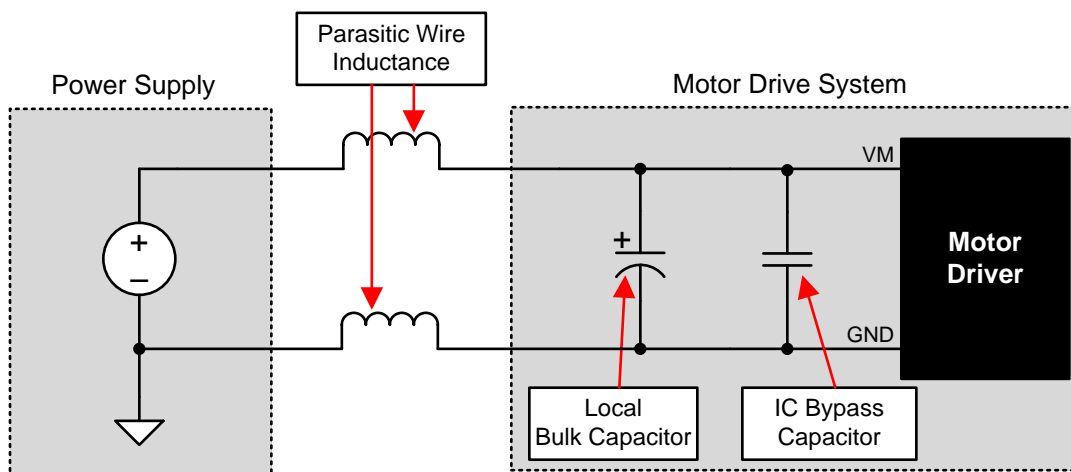 Parasitic Wire
Inductance
Power Supply
Motor Drive System
VM
+
–
+
Motor
Driver
GND
Local
Bulk Capacitor
IC Bypass
Capacitor